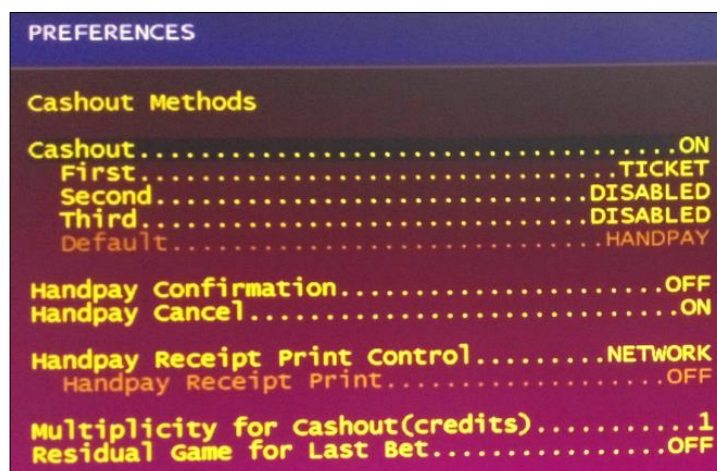 PREFERENCES
Cashout Methods
Cashout.....................................ON
First................................TICKET
Second.............................DISABLED
Third..............................DISABLED
Default.............................HANDPAY
Handpay Confirmation.......................OFF
Handpay Cancel..............................ON
Handpay Receipt Print Control.........NETWORK
Handpay Receipt Print....................OFF
Multiplicity for Cashout(credits)...........1
Residual Game for Last Bet................OFF